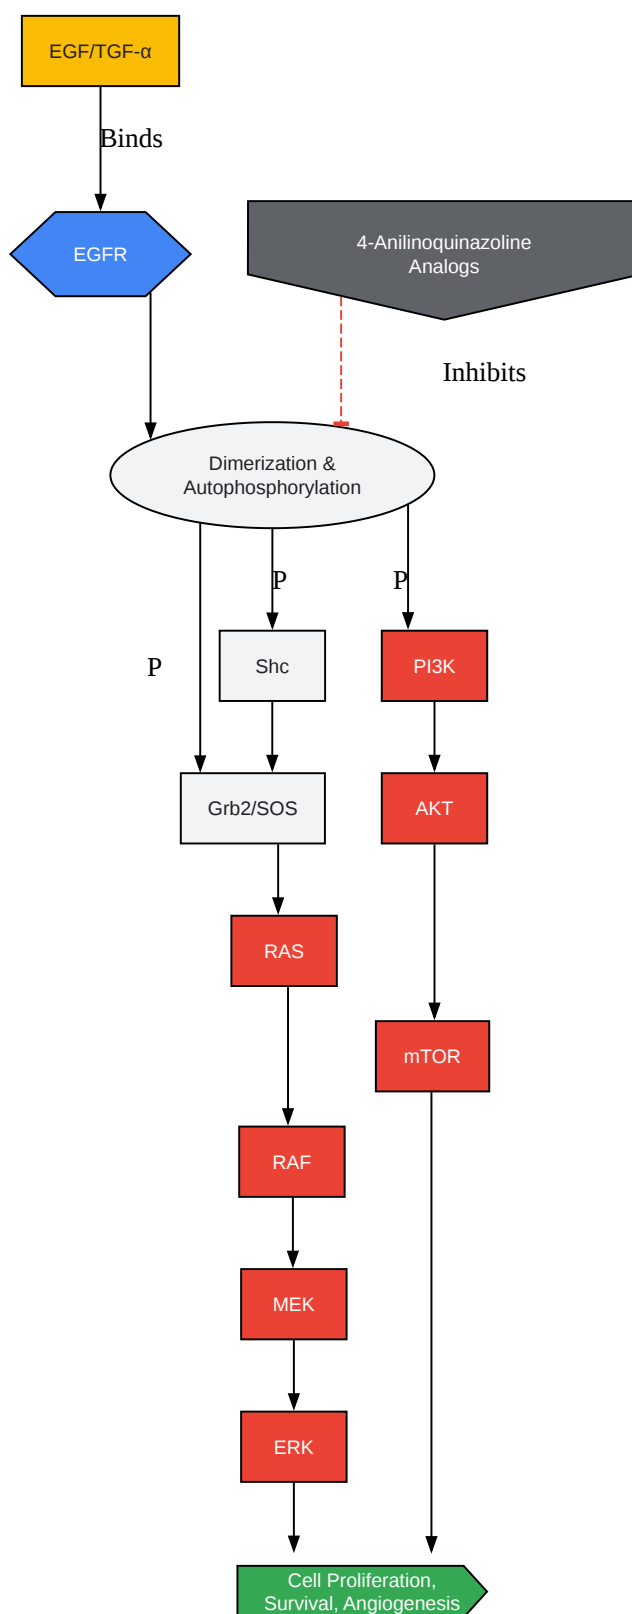 EGF/TGF-α
Binds
EGFR
4-Anilinoquinazoline
Analogs
Inhibits
Dimerization &
Autophosphorylation
P
P
P
Shc
PI3K
Grb2/SOS
AKT
RAS
mTOR
RAF
MEK
ERK
Cell Proliferation,
Survival, Angiogenesis